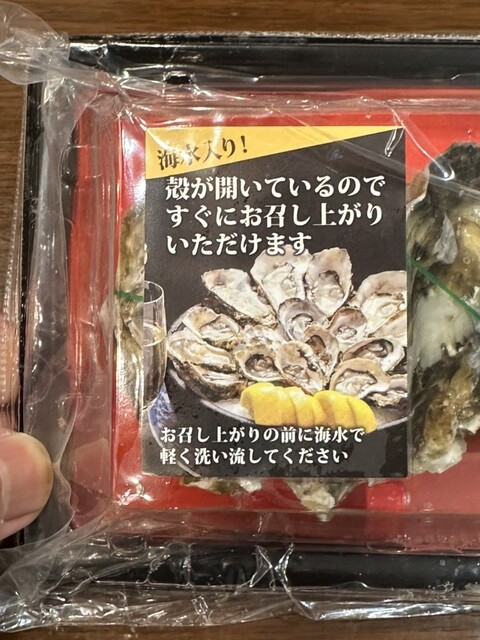 海水入り!
殻が開いているので
すぐにお召し上がり
いただけます
お召し上がりの前に海水で
軽く洗い流してください